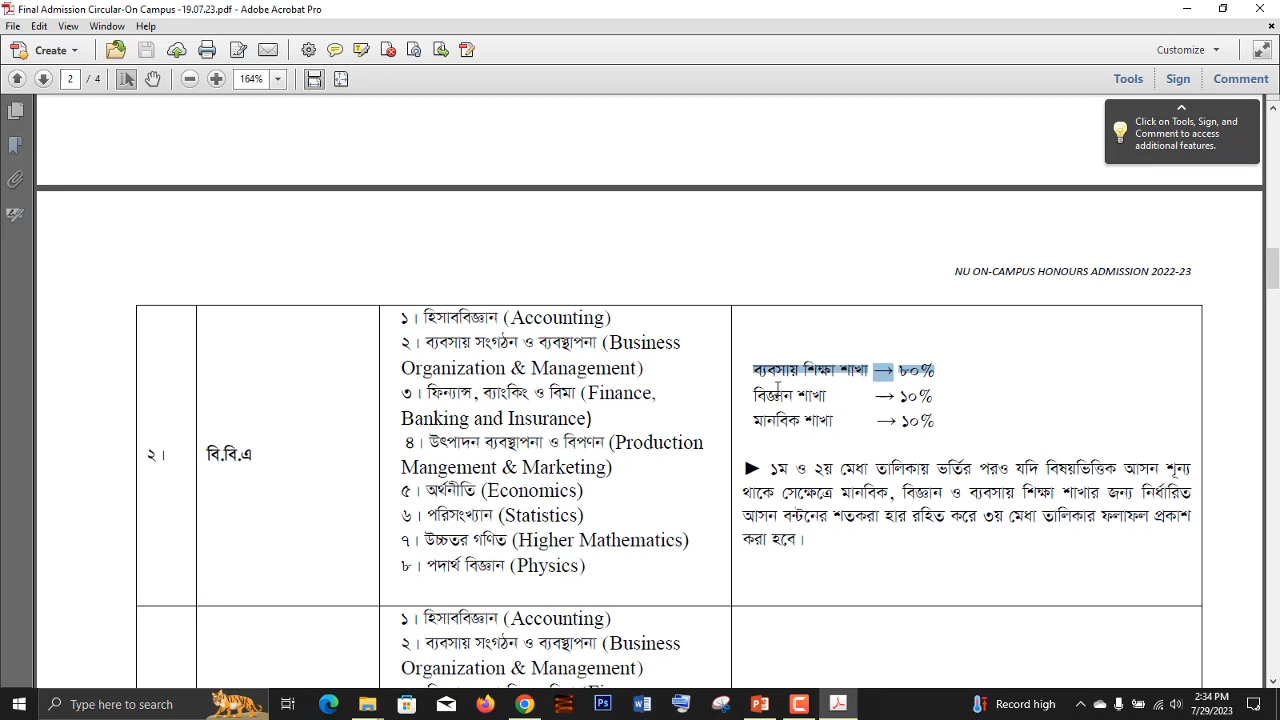 Final Admission Circular-On Campus -19.07.23.pdf - Adobe Acrobat Pro
File Edit View Window Help
Create
Customize
2 / 4
164%
Tools Sign Comment
Click on Tools, Sign, and
Comment to access
additional features.
NU ON-CAMPUS HONOURS ADMISSION 2022-23
২। বি.বি.এ
১। হিসাববিজ্ঞান (Accounting)
২। ব্যবসায় সংগঠন ও ব্যবস্থাপনা (Business
Organization & Management)
৩। ফিন্যান্স, ব্যাংকিং ও বিমা (Finance,
Banking and Insurance)
৪। উৎপাদন ব্যবস্থাপনা ও বিপণন (Production
Mangement & Marketing)
৫। অর্থনীতি (Economics)
৬। পরিসংখ্যান (Statistics)
৭। উচ্চতর গণিত (Higher Mathematics)
৮। পদার্থ বিজ্ঞান (Physics)
ব্যবসায় শিক্ষা শাখা → ৮০%
বিজ্ঞান শাখা → ১০%
মানবিক শাখা → ১০%
► ১ম ও ২য় মেধা তালিকায় ভর্তির পরও যদি বিষয়ভিত্তিক আসন শূন্য
থাকে সেক্ষেত্রে মানবিক, বিজ্ঞান ও ব্যবসায় শিক্ষা শাখার জন্য নির্ধারিত
আসন বন্টনের শতকরা হার রহিত করে ৩য় মেধা তালিকার ফলাফল প্রকাশ
করা হবে।
১। হিসাববিজ্ঞান (Accounting)
২। ব্যবসায় সংগঠন ও ব্যবস্থাপনা (Business
Organization & Management)
Type here to search
Record high
2:34 PM
7/29/2023